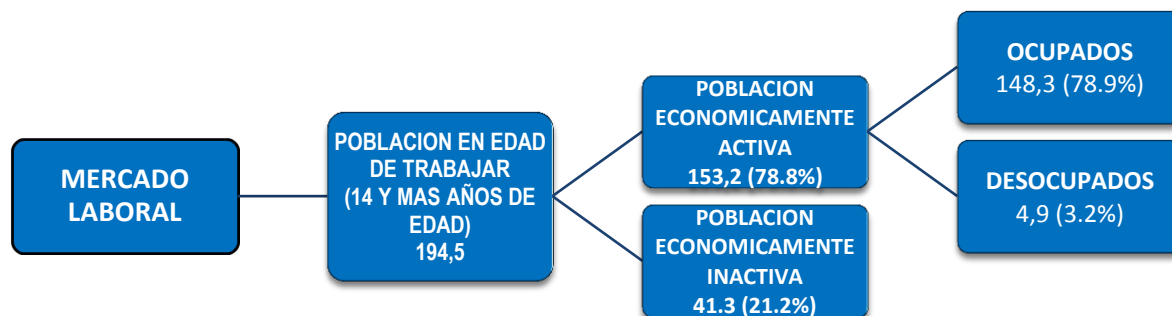 MERCADO
LABORAL
POBLACION EN EDAD
DE TRABAJAR
(14 Y MAS AÑOS DE
EDAD)
194,5
POBLACION
ECONOMICAMENTE
ACTIVA
153,2 (78.8%)
POBLACION
ECONOMICAMENTE
INACTIVA
41.3 (21.2%)
OCUPADOS
148,3 (78.9%)
DESOCUPADOS
4,9 (3.2%)